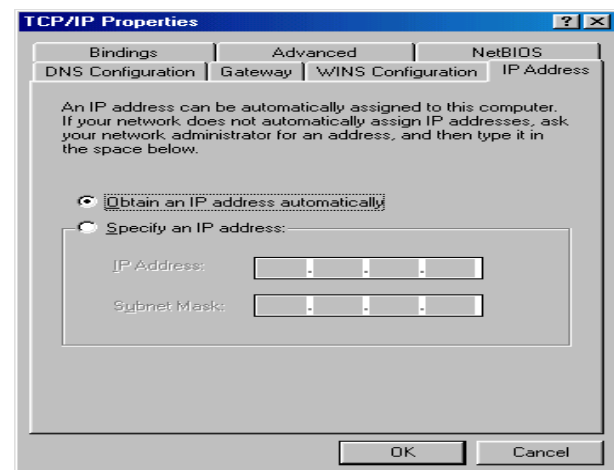 TCP/IP Properties
Bindings Advanced NetBIOS
DNS Configuration Gateway WINS Configuration IP Address
An IP address can be automatically assigned to this computer.
If your network does not automatically assign IP addresses, ask
your network administrator for an address, and then type it in
the space below.
Obtain an IP address automatically
Specify an IP address:
IP Address:
. . .
Subnet Mask:
. . .
OK Cancel